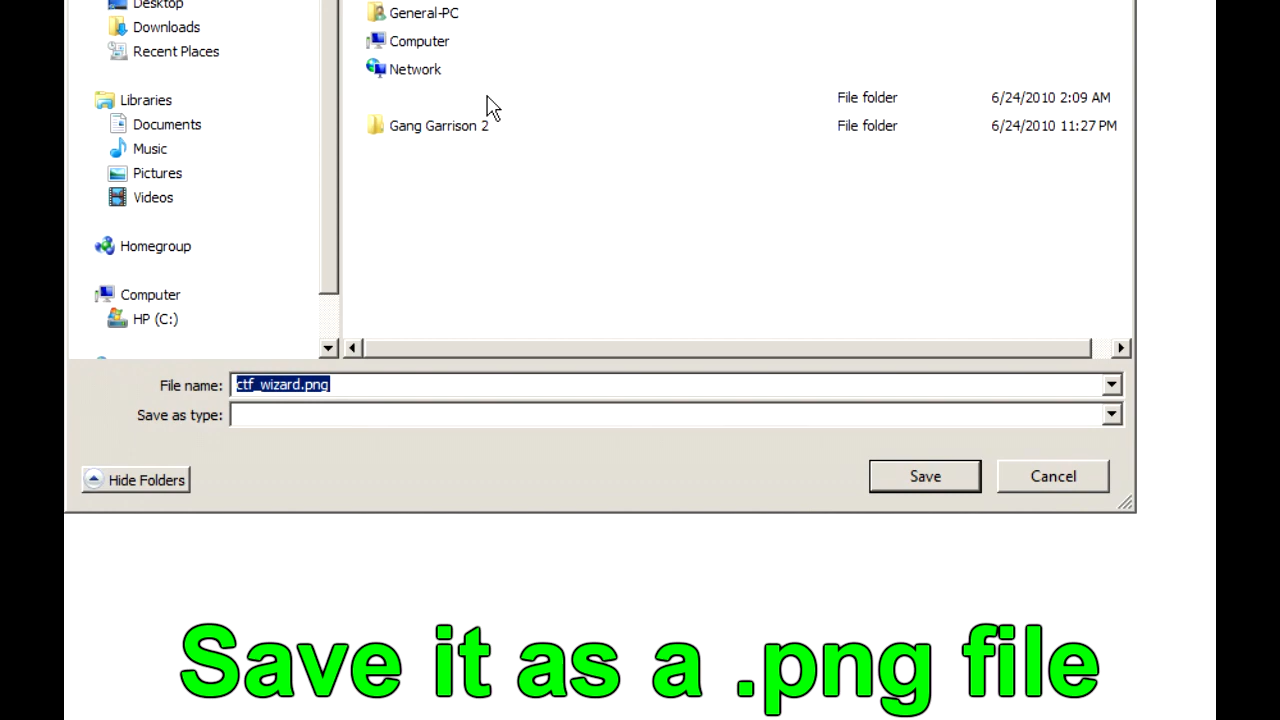 Desktop
Downloads
Recent Places
Libraries
Documents
Music
Pictures
Videos
Homegroup
Computer
HP (C:)
General-PC
Computer
Network
File folder 6/24/2010 2:09 AM
Gang Garrison 2 File folder 6/24/2010 11:27 PM
File name: ctf_wizard.png
Save as type:
Hide Folders Save Cancel
Save it as a .png file